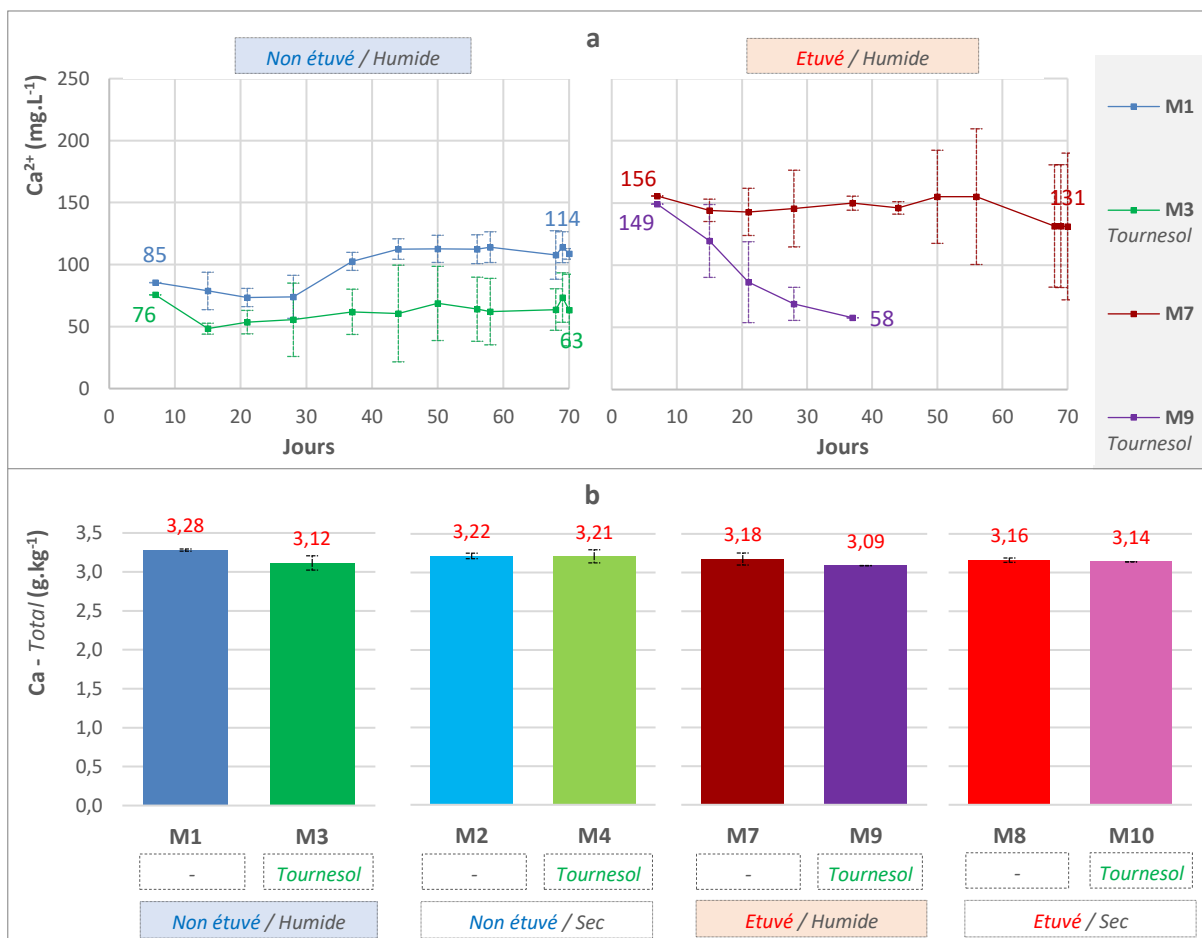 a
Non étuvé / Humide
Etuvé / Humide
Ca²⁺ (mg.L⁻¹)
250
200
150
100
50
0
85
76
114
63
0 10 20 30 40 50 60 70
Jours
156
149
131
58
0 10 20 30 40 50 60 70
Jours
M1
M3
Tournesol
M7
M9
Tournesol
b
Ca - Total (g.kg⁻¹)
3,5
3,0
2,5
2,0
1,5
1,0
0,5
0,0
3,28 3,12 3,22 3,21 3,18 3,09 3,16 3,14
M1 M3 M2 M4 M7 M9 M8 M10
- Tournesol - Tournesol - Tournesol - Tournesol
Non étuvé / Humide Non étuvé / Sec Etuvé / Humide Etuvé / Sec